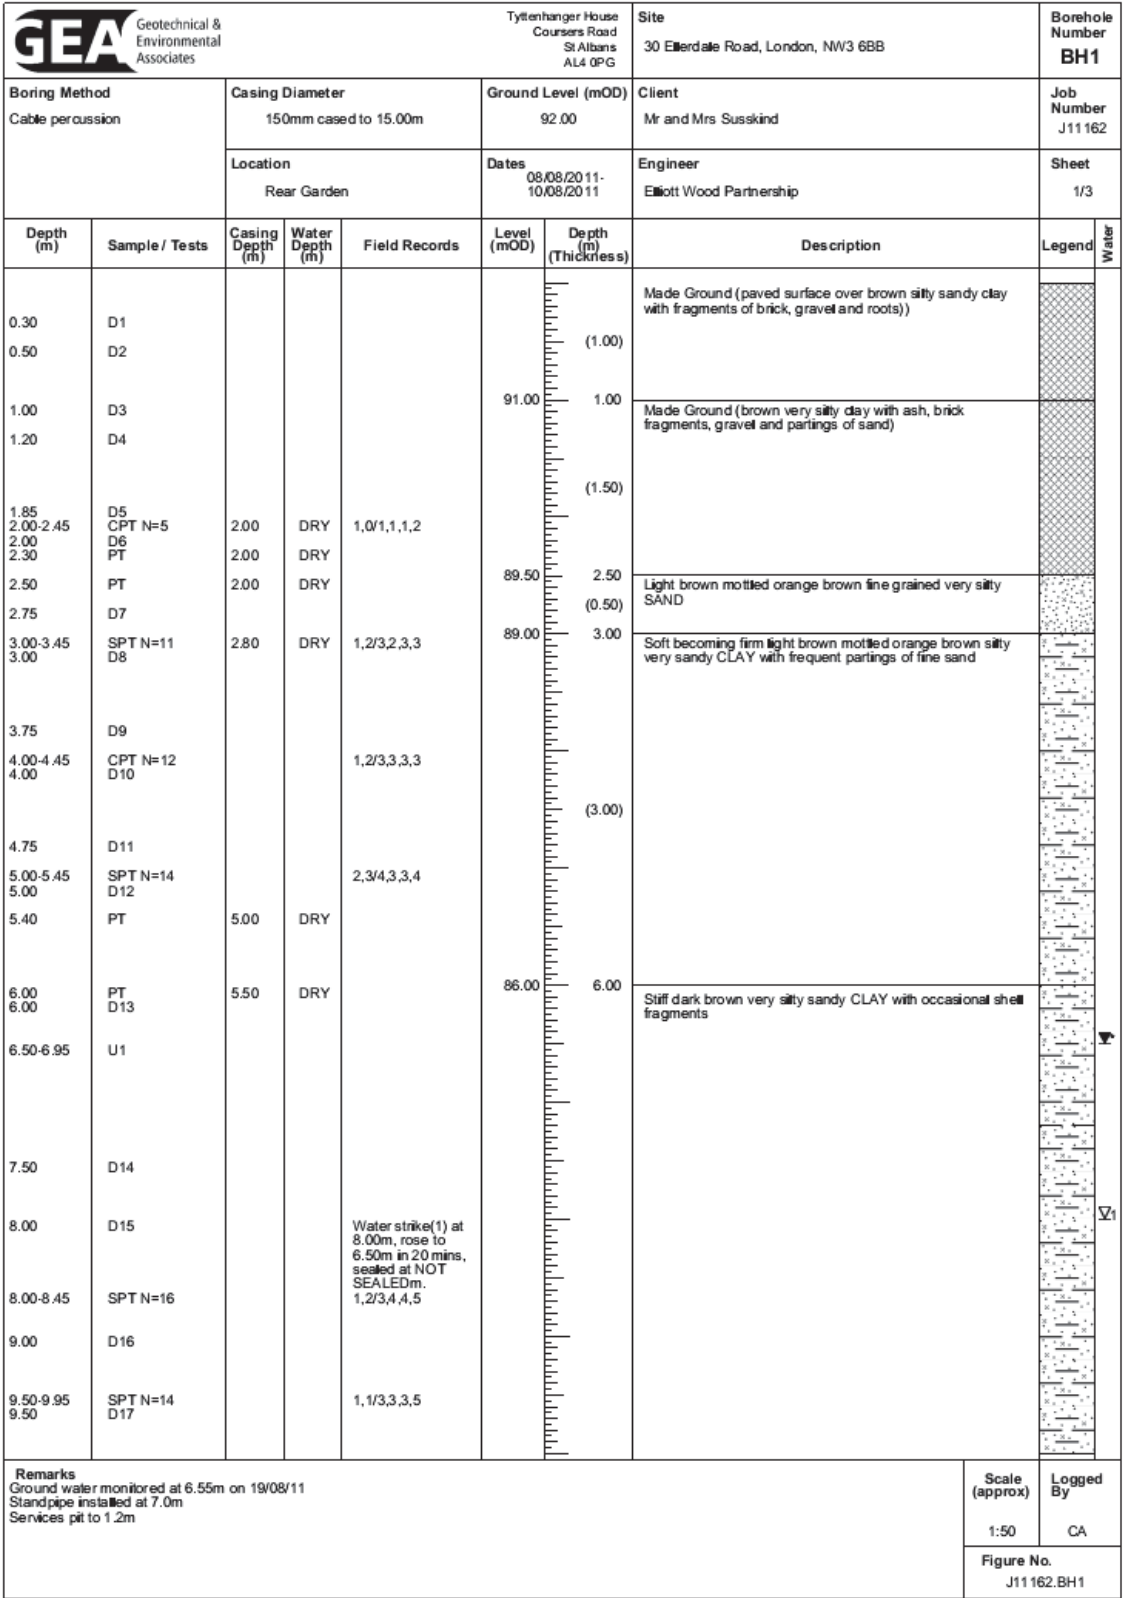 GEA
Geotechnical &
Environmental
Associates
Tyttenhanger House
Coursers Road
St Albans
AL4 0PG
Site
30 Ellerdale Road, London, NW3 6BB
Borehole
Number
BH1
Boring Method
Cable percussion
Casing Diameter
150mm cased to 15.00m
Ground Level (mOD)
92.00
Client
Mr and Mrs Susskind
Job
Number
J11162
Location
Rear Garden
Dates
08/08/2011-
10/08/2011
Engineer
Elliott Wood Partnership
Sheet
1/3
Depth
(m)
Sample / Tests
Casing
Depth
(m)
Water
Depth
(m)
Field Records
Level
(mOD)
Depth
(m)
(Thickness)
Description
Legend
Water
Made Ground (paved surface over brown silty sandy clay
with fragments of brick, gravel and roots))
0.30 D1
(1.00)
0.50 D2
91.00 1.00
1.00 D3
Made Ground (brown very silty clay with ash, brick
fragments, gravel and partings of sand)
1.20 D4
(1.50)
1.85 D5
2.00-2.45 CPT N=5 2.00 DRY 1,0/1,1,1,2
2.00 D6
2.30 PT 2.00 DRY
89.50 2.50
2.50 PT 2.00 DRY
Light brown mottled orange brown fine grained very silty
SAND
(0.50)
2.75 D7
89.00 3.00
3.00-3.45 SPT N=11 2.80 DRY 1,2/3,2,3,3
3.00 D8
Soft becoming firm light brown mottled orange brown silty
very sandy CLAY with frequent partings of fine sand
3.75 D9
4.00-4.45 CPT N=12 1,2/3,3,3,3
4.00 D10
(3.00)
4.75 D11
5.00-5.45 SPT N=14 2,3/4,3,3,4
5.00 D12
5.40 PT 5.00 DRY
86.00 6.00
6.00 PT 5.50 DRY
6.00 D13
Stiff dark brown very silty sandy CLAY with occasional shell
fragments
6.50-6.95 U1
7.50 D14
1
8.00 D15
Water strike(1) at
8.00m, rose to
6.50m in 20 mins,
sealed at NOT
SEALEDm.
8.00-8.45 SPT N=16 1,2/3,4,4,5
9.00 D16
9.50-9.95 SPT N=14 1,1/3,3,3,5
9.50 D17
Remarks
Ground water monitored at 6.55m on 19/08/11
Standpipe installed at 7.0m
Services pit to 1.2m
Scale
(approx)
1:50
Logged
By
CA
Figure No.
J11162.BH1